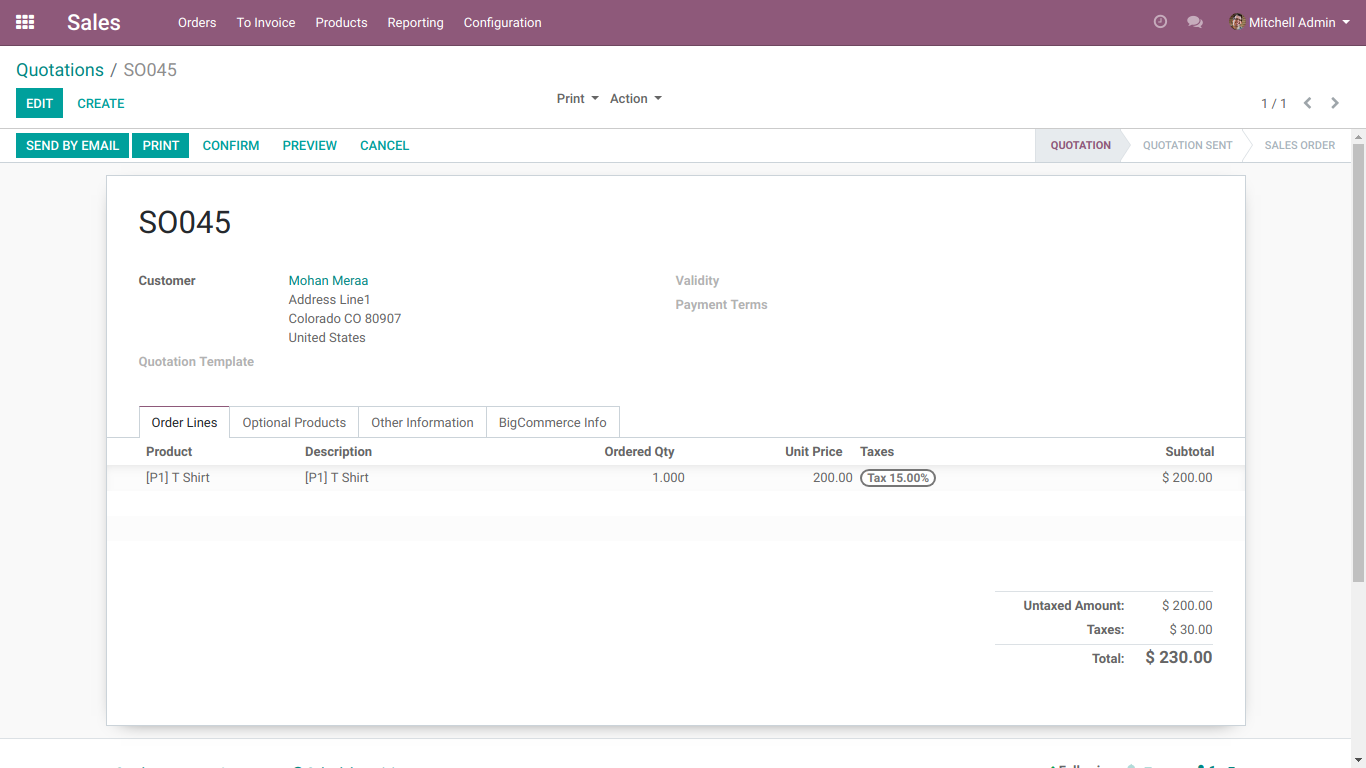 Sales Orders To Invoice Products Reporting Configuration Mitchell Admin
Quotations / SO045
EDIT CREATE Print Action 1 / 1
SEND BY EMAIL PRINT CONFIRM PREVIEW CANCEL QUOTATION QUOTATION SENT SALES ORDER
SO045
Customer Mohan Meraa Validity
Address Line1 Payment Terms
Colorado CO 80907
United States
Quotation Template
Order Lines Optional Products Other Information BigCommerce Info
Product Description Ordered Qty Unit Price Taxes Subtotal
[P1] T Shirt [P1] T Shirt 1.000 200.00 Tax 15.00% $ 200.00
Untaxed Amount: $ 200.00
Taxes: $ 30.00
Total: $ 230.00